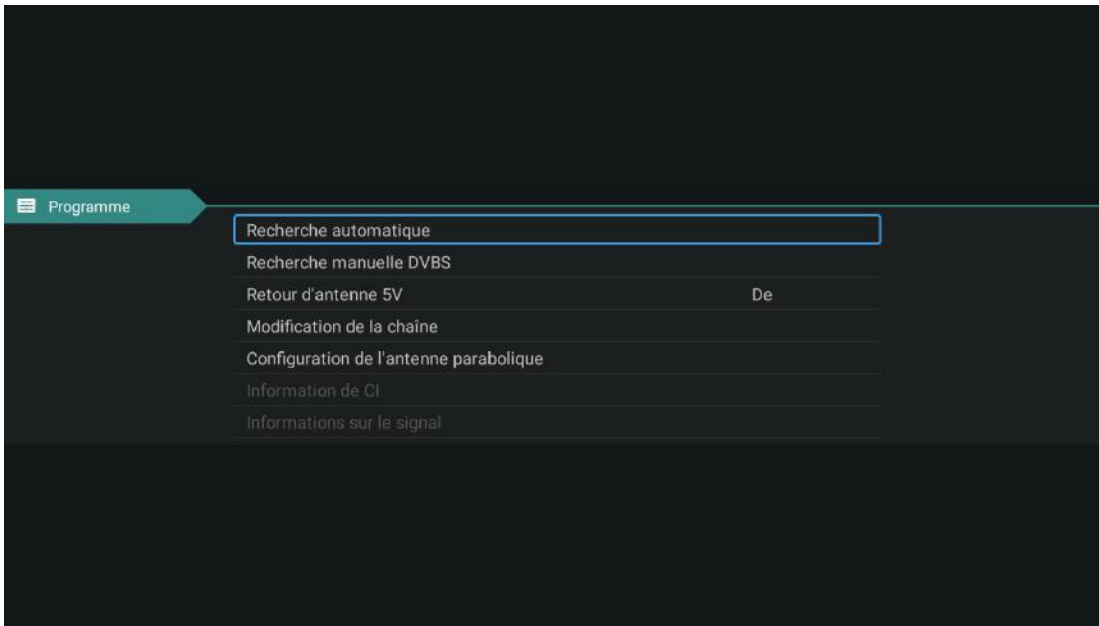 Programme
Recherche automatique
Recherche manuelle DVBS
Retour d'antenne 5V De
Modification de la chaîne
Configuration de l'antenne parabolique
Information de CI
Informations sur le signal